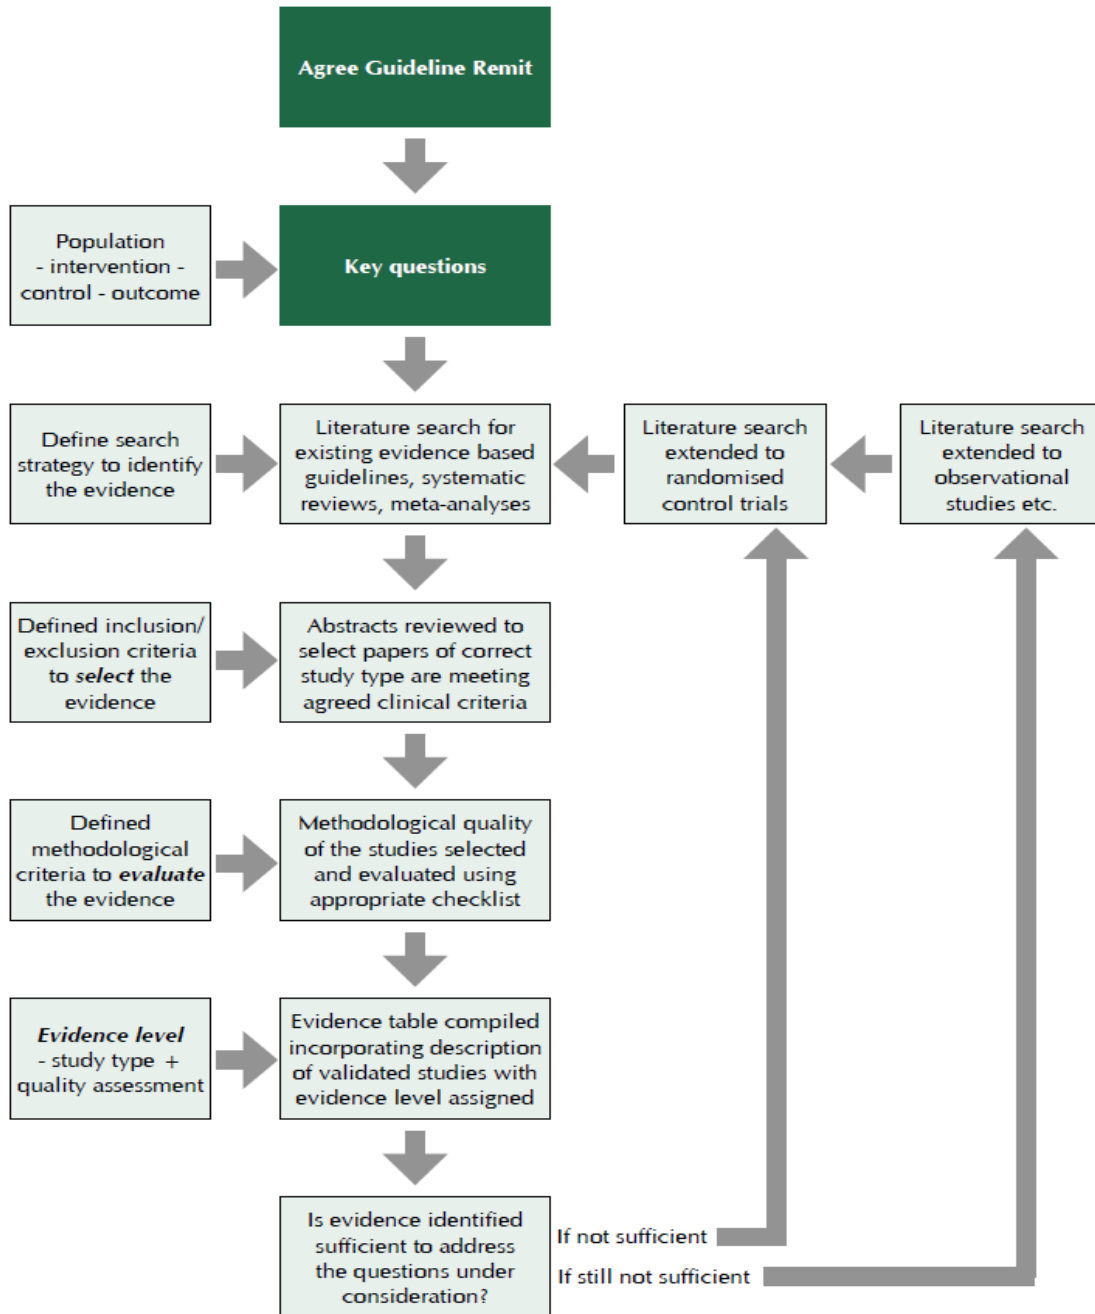 Agree Guideline Remit
Population
- intervention -
control - outcome
Key questions
Define search
strategy to identify
the evidence
Literature search for
existing evidence based
guidelines, systematic
reviews, meta-analyses
Literature search
extended to
randomised
control trials
Literature search
extended to
observational
studies etc.
Defined inclusion/
exclusion criteria
to select the
evidence
Abstracts reviewed to
select papers of correct
study type are meeting
agreed clinical criteria
Defined
methodological
criteria to evaluate
the evidence
Methodological quality
of the studies selected
and evaluated using
appropriate checklist
Evidence level
- study type +
quality assessment
Evidence table compiled
incorporating description
of validated studies with
evidence level assigned
Is evidence identified
sufficient to address
the questions under
consideration?
If not sufficient
If still not sufficient